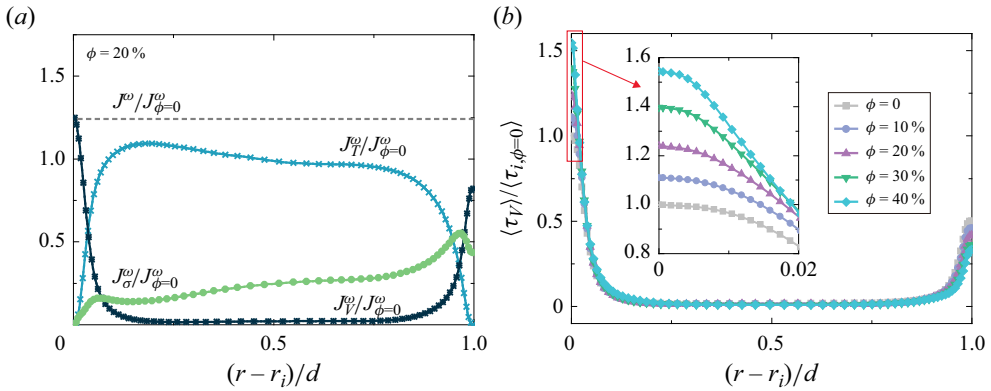 (a)
1.5
1.0
0.5
0
0.5
1.0
ϕ = 20 %
J^ω/J^ω_{ϕ=0}
J^ω_T/J^ω_{ϕ=0}
J^ω_σ/J^ω_{ϕ=0}
J^ω_V/J^ω_{ϕ=0}
(r – r_i)/d
(b)
⟨τ_V⟩/⟨τ_{i,ϕ=0}⟩
1.5
1.0
0.5
0
0
0.5
1.0
1.6
1.4
1.2
1.0
0.8
0
0.01
0.02
ϕ = 0
ϕ = 10 %
ϕ = 20 %
ϕ = 30 %
ϕ = 40 %
(r – r_i)/d